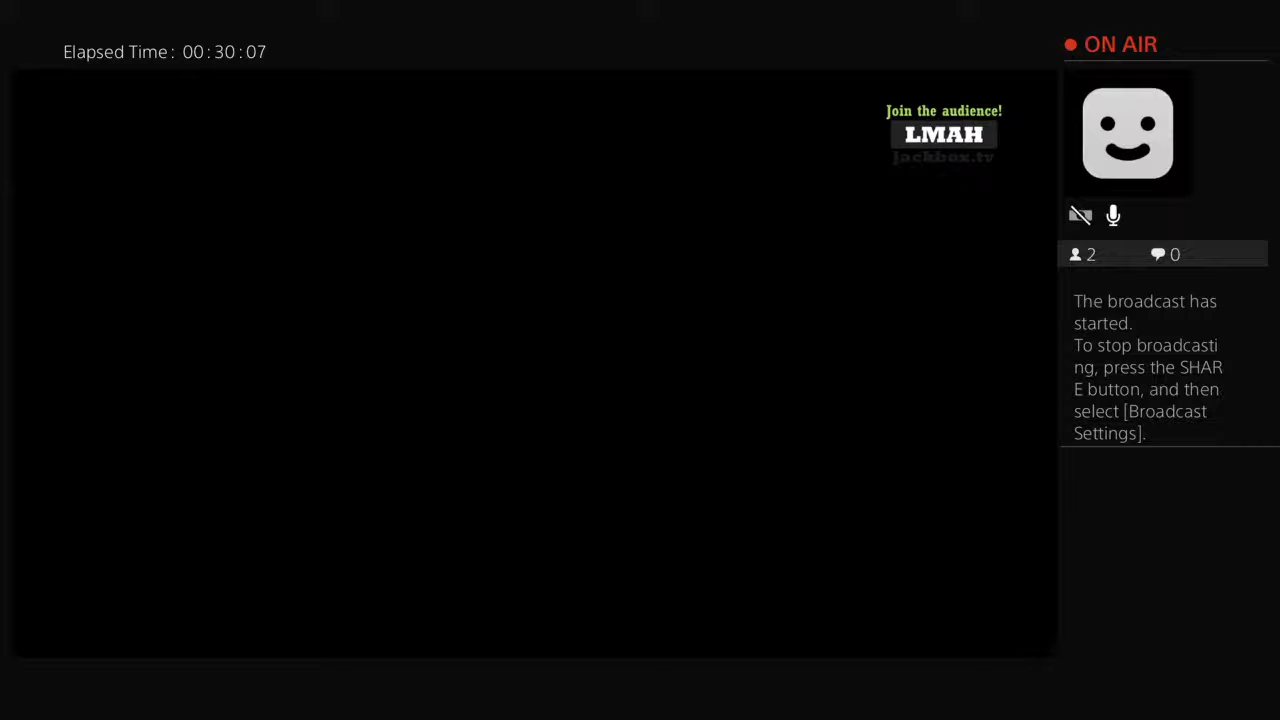 Elapsed Time: 00:30:07
ON AIR
Join the audience!
LMAH
jackbox.tv
2 0
The broadcast has
started.
To stop broadcasti
ng, press the SHAR
E button, and then
select [Broadcast
Settings].